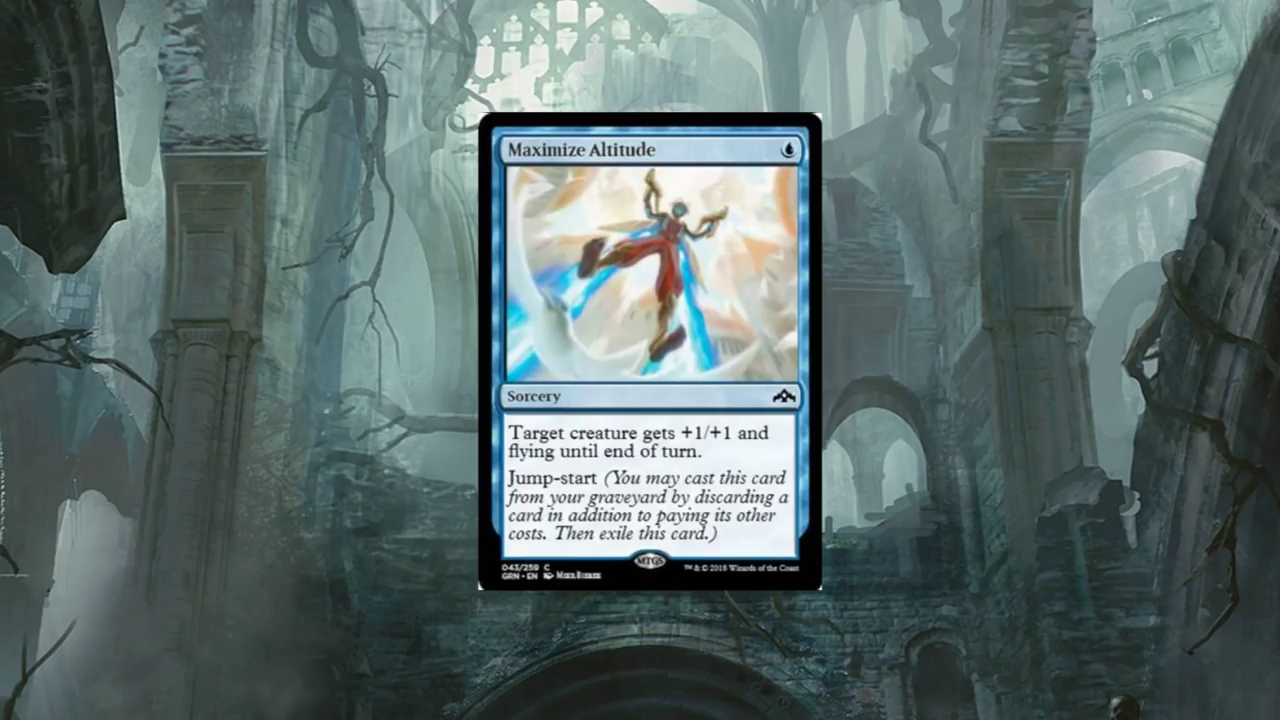 Maximize Altitude
Sorcery
Target creature gets +1/+1 and
flying until end of turn.
Jump-start (You may cast this card
from your graveyard by discarding a
card in addition to paying its other
costs. Then exile this card.)
043/259 C
GRN • EN
MTGS
™ & © 2018 Wizards of the Coast